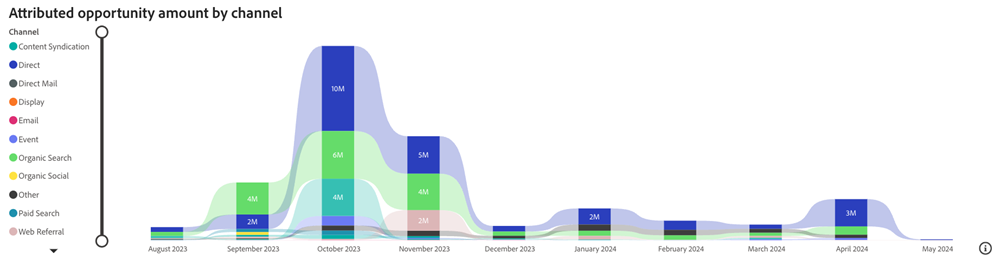 Attributed opportunity amount by channel
Channel
Content Syndication
Direct
Direct Mail
Display
Email
Event
Organic Search
Organic Social
Other
Paid Search
Web Referral
4M
2M
10M
6M
4M
5M
4M
2M
2M
3M
August 2023
September 2023
October 2023
November 2023
December 2023
January 2024
February 2024
March 2024
April 2024
May 2024